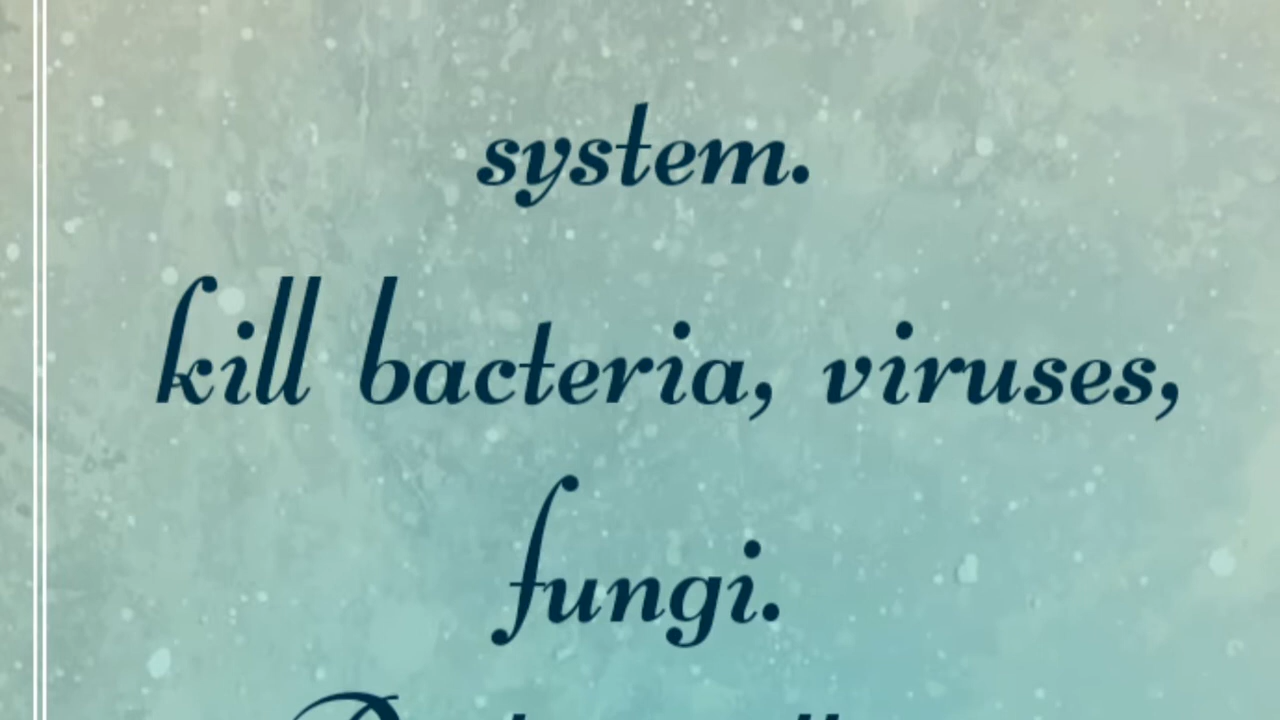 system.
kill bacteria, viruses,
fungi.